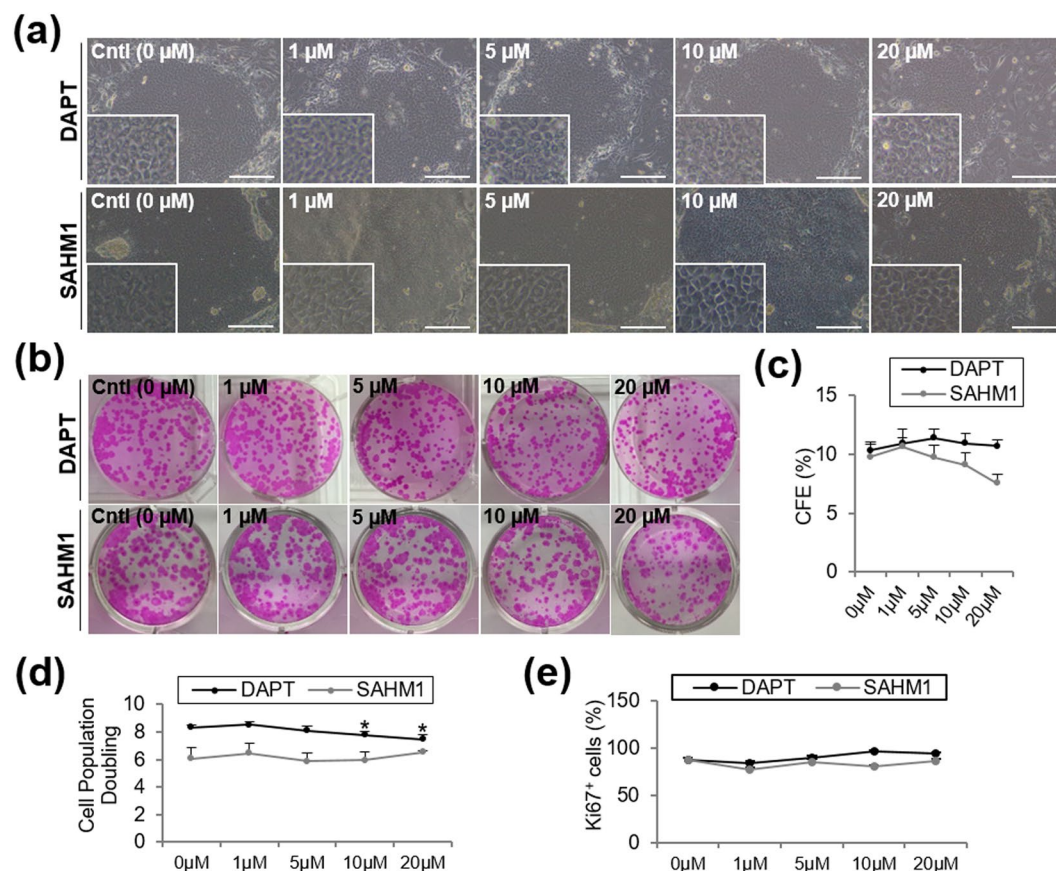 (a)
DAPT
Cntl (0 µM)
1 µM
5 µM
10 µM
20 µM
SAHM1
Cntl (0 µM)
1 µM
5 µM
10 µM
20 µM
(b)
DAPT
Cntl (0 µM)
1 µM
5 µM
10 µM
20 µM
SAHM1
Cntl (0 µM)
1 µM
5 µM
10 µM
20 µM
(c)
DAPT
SAHM1
CFE (%)
15
10
5
0
0µM
1µM
5µM
10µM
20µM
(d)
DAPT
SAHM1
Cell Population
Doubling
10
8
6
4
2
0
* *
0µM
1µM
5µM
10µM
20µM
(e)
DAPT
SAHM1
Ki67⁺ cells (%)
150
100
50
0
0µM
1µM
5µM
10µM
20µM